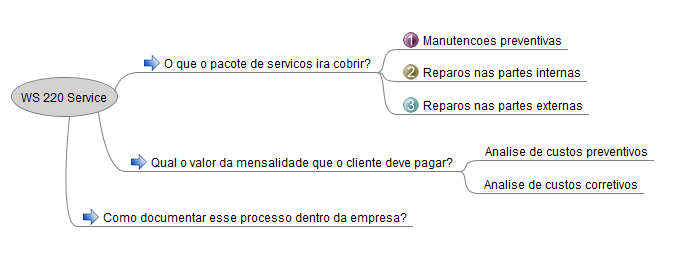 WS 220 Service
O que o pacote de servicos ira cobrir?
1 Manutencoes preventivas
2 Reparos nas partes internas
3 Reparos nas partes externas
Qual o valor da mensalidade que o cliente deve pagar?
Analise de custos preventivos
Analise de custos corretivos
Como documentar esse processo dentro da empresa?